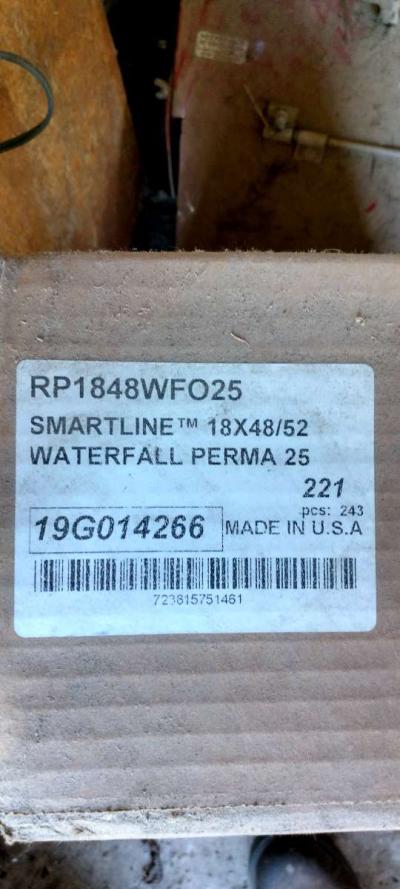 RP1848WFO25
SMARTLINE™ 18X48/52
WATERFALL PERMA 25
221
pcs: 243
19G014266 MADE IN U.S.A
723815751461